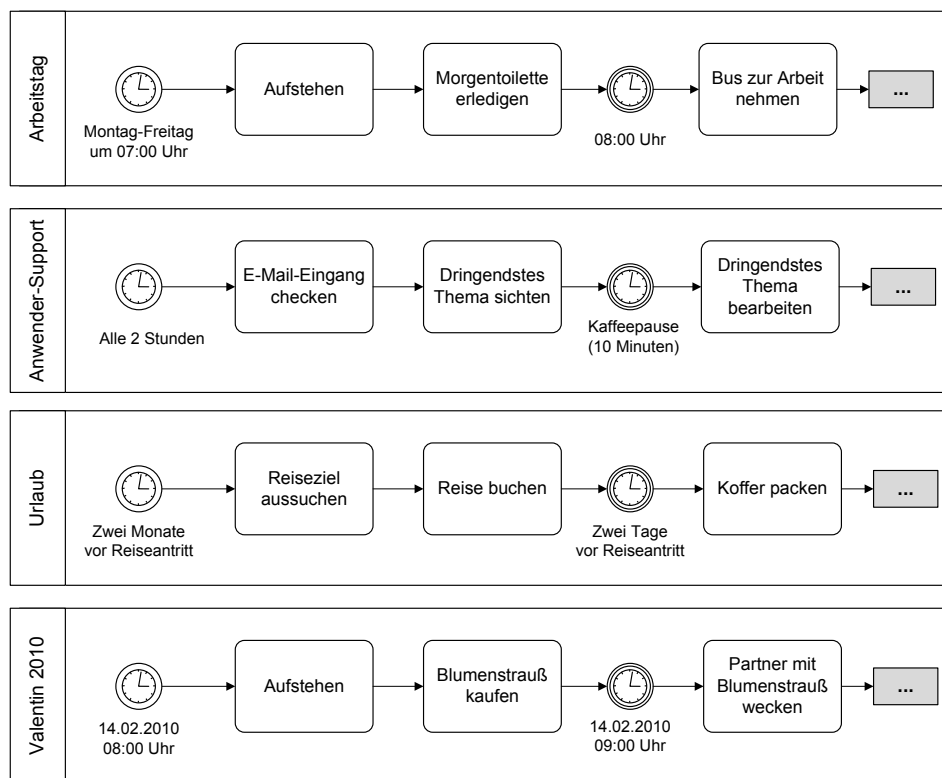 Arbeitstag
Montag-Freitag
um 07:00 Uhr
Aufstehen
Morgentoilette
erledigen
08:00 Uhr
Bus zur Arbeit
nehmen
...
Anwender-Support
Alle 2 Stunden
E-Mail-Eingang
checken
Dringendstes
Thema sichten
Kaffeepause
(10 Minuten)
Dringendstes
Thema
bearbeiten
...
Urlaub
Zwei Monate
vor Reiseantritt
Reiseziel
aussuchen
Reise buchen
Zwei Tage
vor Reiseantritt
Koffer packen
...
Valentin 2010
14.02.2010
08:00 Uhr
Aufstehen
Blumenstrauß
kaufen
14.02.2010
09:00 Uhr
Partner mit
Blumenstrauß
wecken
...